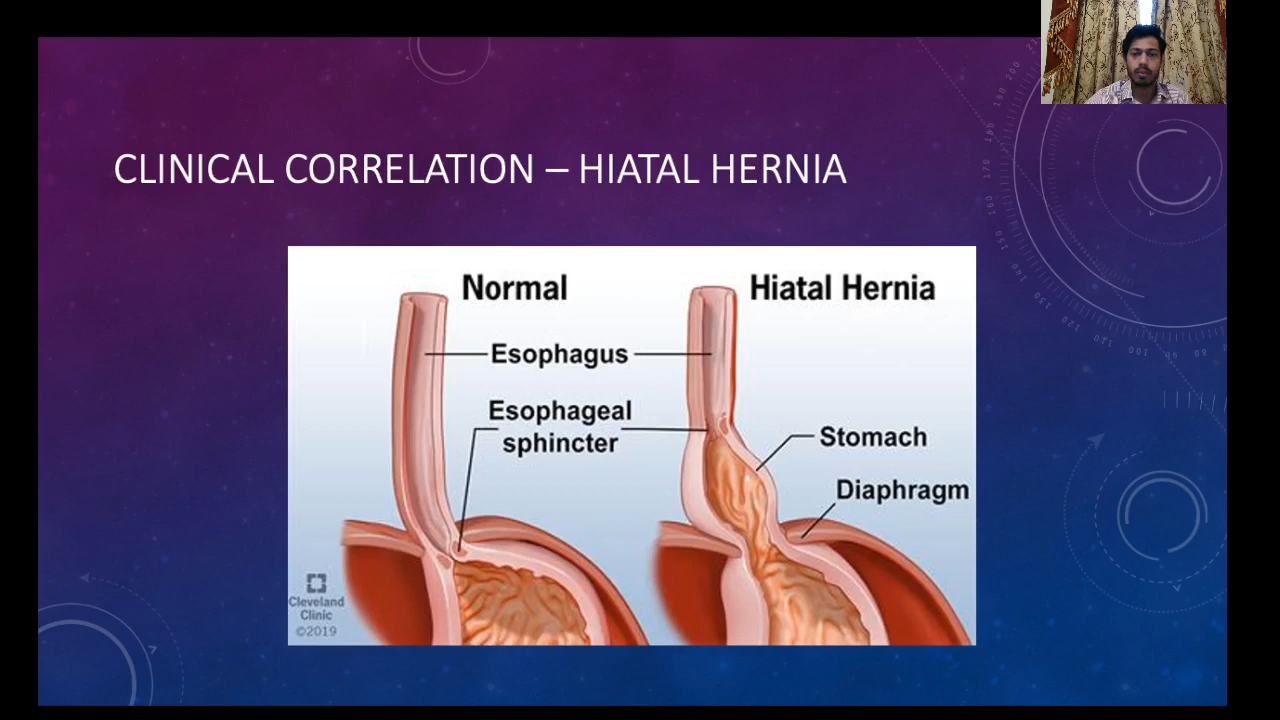 CLINICAL CORRELATION – HIATAL HERNIA
Normal
Hiatal Hernia
Esophagus
Esophageal
sphincter
Stomach
Diaphragm
Cleveland
Clinic
©2019